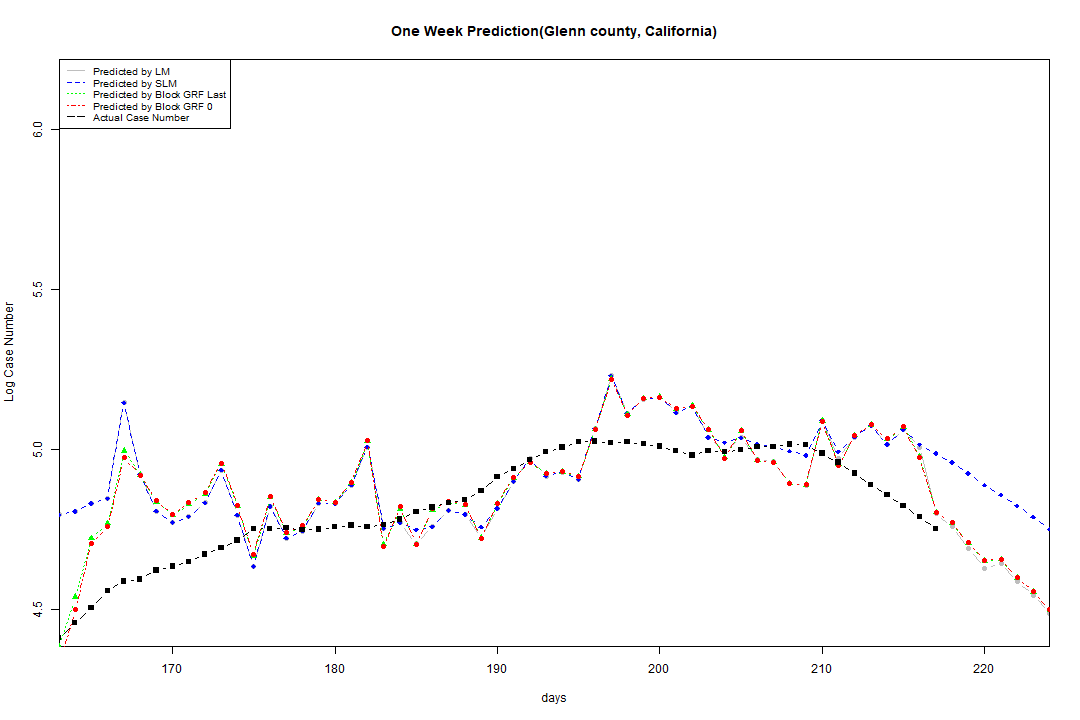 One Week Prediction(Glenn county, California)
Predicted by LM
Predicted by SLM
Predicted by Block GRF Last
Predicted by Block GRF 0
Actual Case Number
6.0
5.5
5.0
4.5
Log Case Number
170 180 190 200 210 220
days